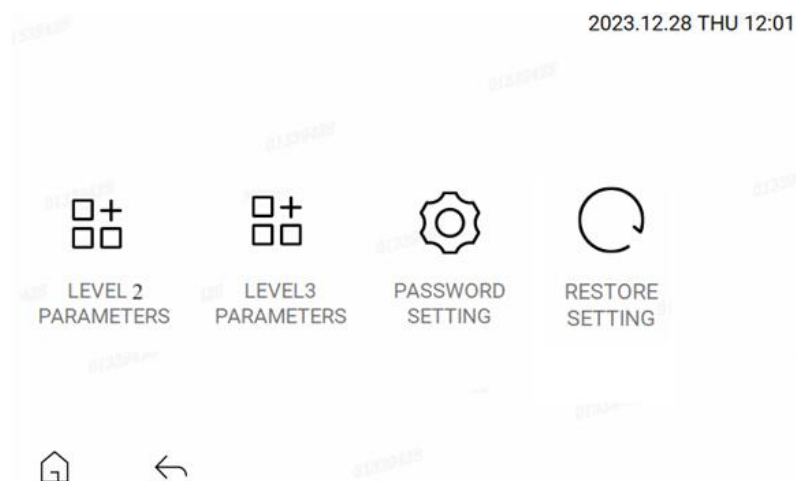 2023.12.28 THU 12:01
LEVEL 2
PARAMETERS
LEVEL3
PARAMETERS
PASSWORD
SETTING
RESTORE
SETTING